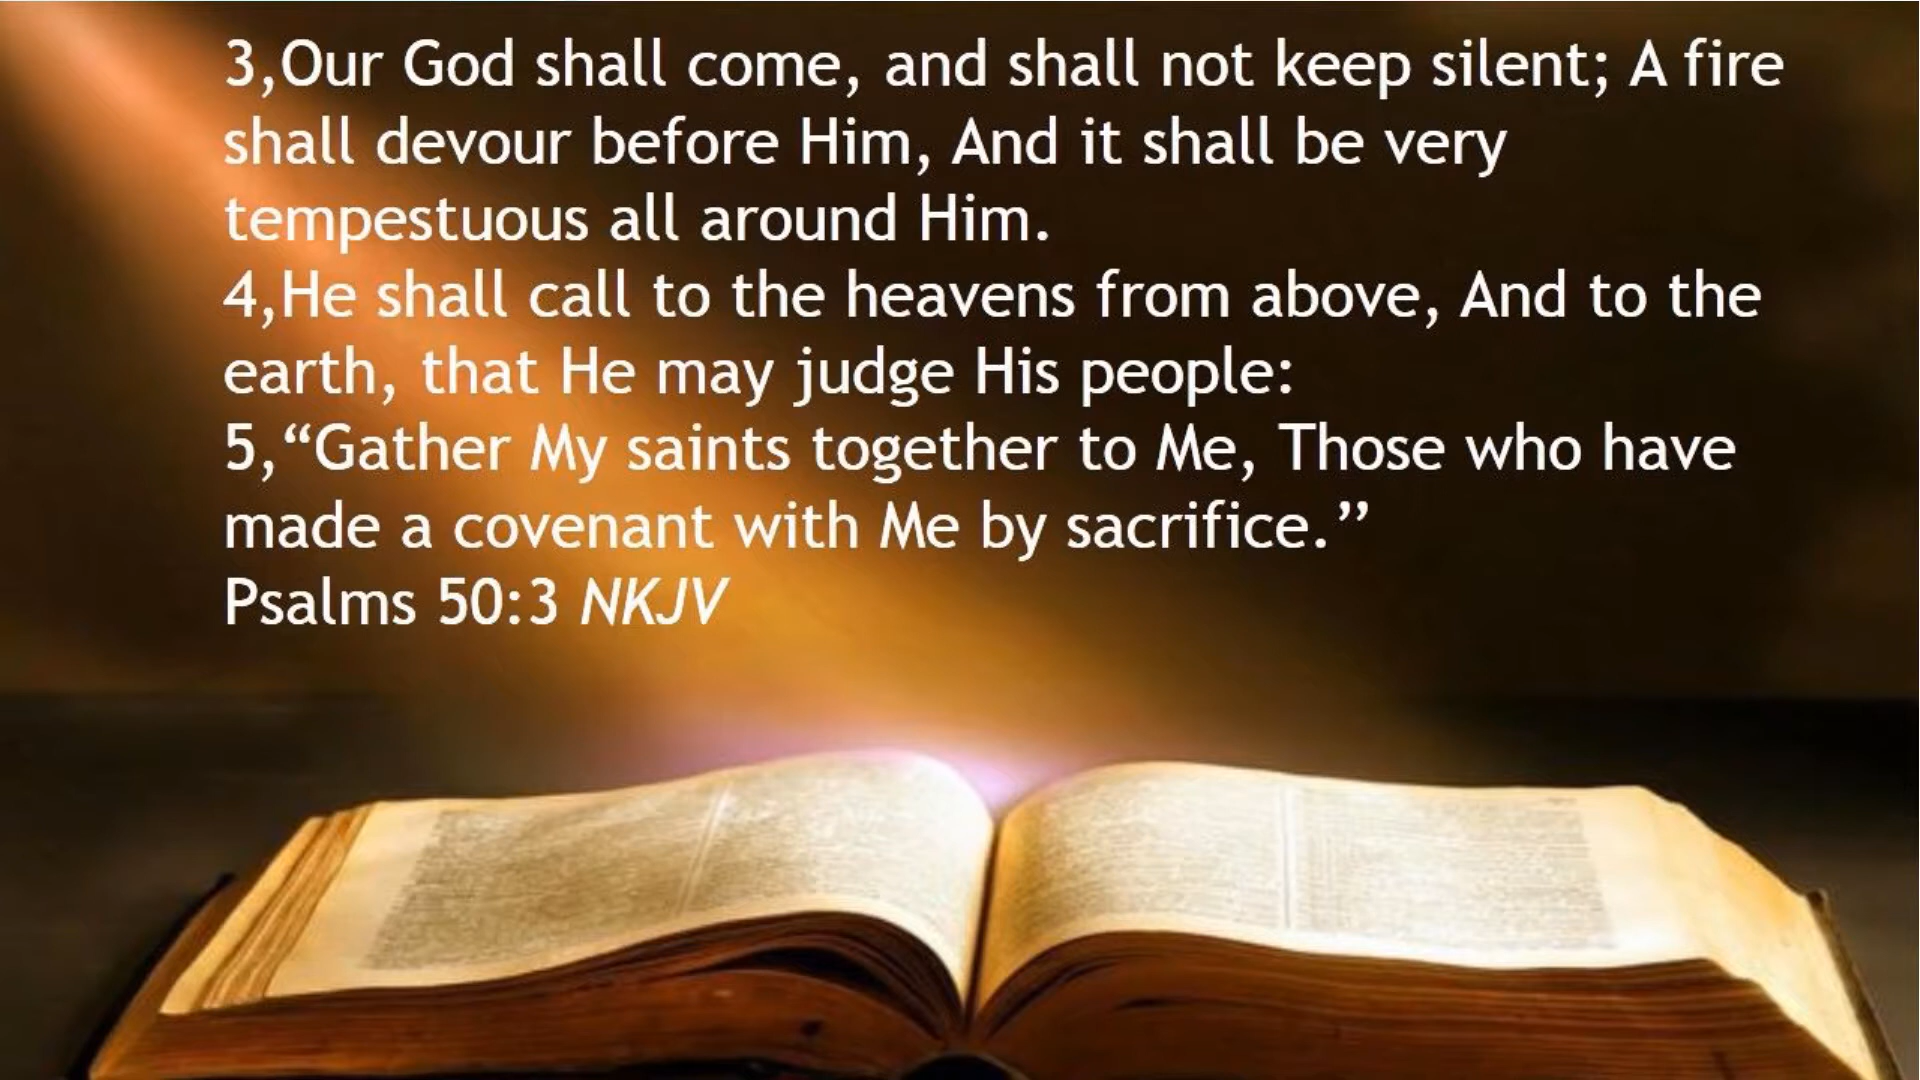 3,Our God shall come, and shall not keep silent; A fire
shall devour before Him, And it shall be very
tempestuous all around Him.
4,He shall call to the heavens from above, And to the
earth, that He may judge His people:
5,“Gather My saints together to Me, Those who have
made a covenant with Me by sacrifice.”
Psalms 50:3 NKJV